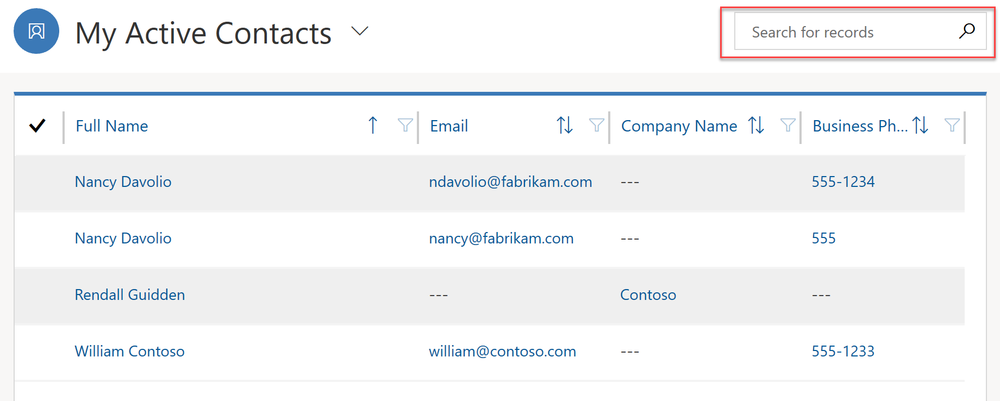 My Active Contacts
Search for records
Full Name Email Company Name Business Ph...
Nancy Davolio ndavolio@fabrikam.com --- 555-1234
Nancy Davolio nancy@fabrikam.com --- 555
Rendall Guidden --- Contoso ---
William Contoso william@contoso.com --- 555-1233